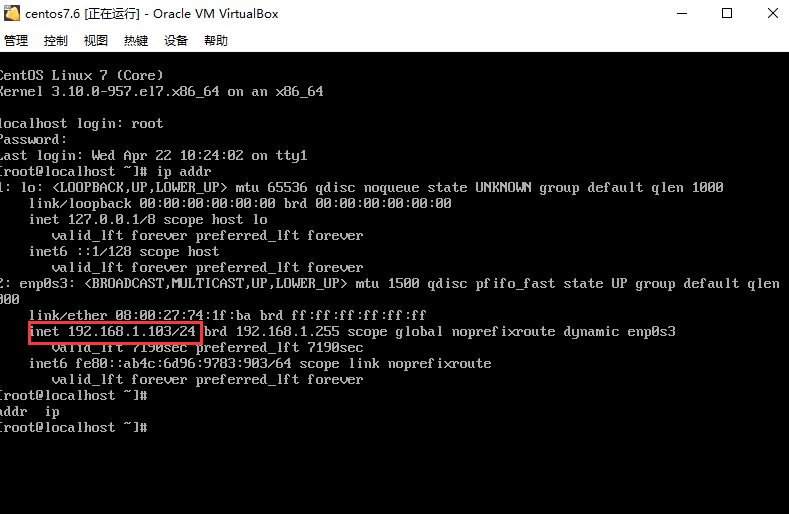 centos7.6 [正在运行] - Oracle VM VirtualBox
管理 控制 视图 热键 设备 帮助
CentOS Linux 7 (Core)
Kernel 3.10.0-957.el7.x86_64 on an x86_64
localhost login: root
Password:
Last login: Wed Apr 22 10:24:02 on tty1
[root@localhost ~]# ip addr
1: lo: <LOOPBACK,UP,LOWER_UP> mtu 65536 qdisc noqueue state UNKNOWN group default qlen 1000
link/loopback 00:00:00:00:00:00 brd 00:00:00:00:00:00
inet 127.0.0.1/8 scope host lo
valid_lft forever preferred_lft forever
inet6 ::1/128 scope host
valid_lft forever preferred_lft forever
2: enp0s3: <BROADCAST,MULTICAST,UP,LOWER_UP> mtu 1500 qdisc pfifo_fast state UP group default qlen
000
link/ether 08:00:27:74:1f:ba brd ff:ff:ff:ff:ff:ff
inet 192.168.1.103/24 brd 192.168.1.255 scope global noprefixroute dynamic enp0s3
valid_lft 7190sec preferred_lft 7190sec
inet6 fe80::ab4c:6d96:9783:903/64 scope link noprefixroute
valid_lft forever preferred_lft forever
[root@localhost ~]#
addr ip
[root@localhost ~]#